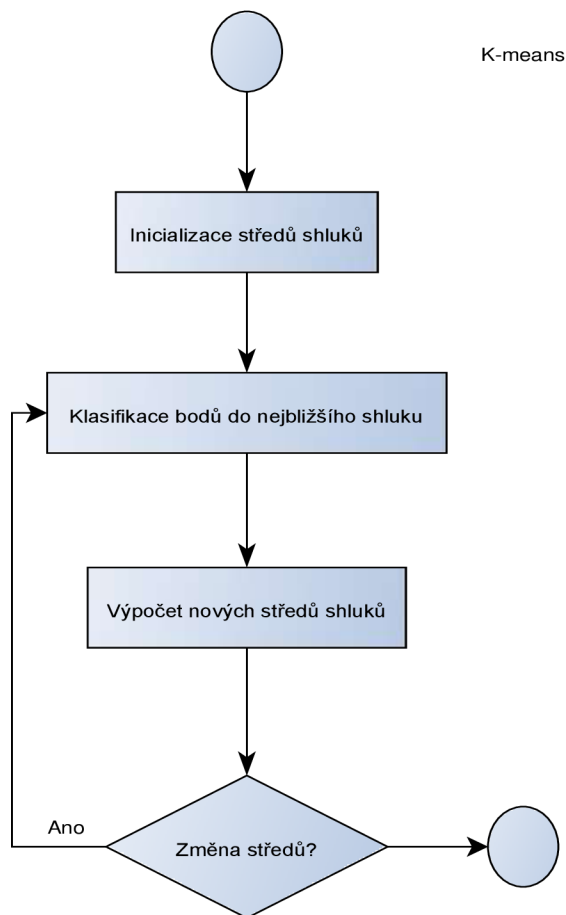 K-means
Inicializace středů shluků
Klasifikace bodů do nejbližšího shluku
Výpočet nových středů shluků
Ano
Změna středů?